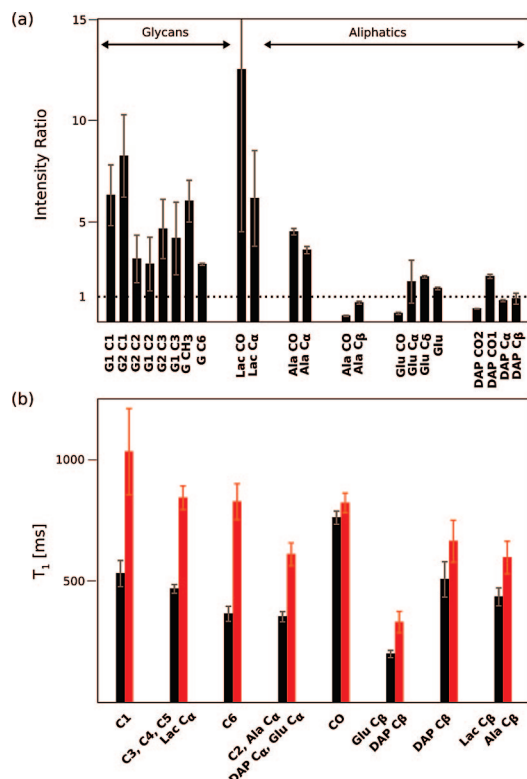 (a)
Glycans
Aliphatics
Intensity Ratio
15
10
5
1
G1 C1
G2 C1
G2 C2
G1 C2
G2 C3
G1 C3
G CH3
G C6
Lac CO
Lac Cα
Ala CO
Ala Cα
Ala CO
Ala Cβ
Glu CO
Glu Cα
Glu Cδ
Glu
DAP CO2
DAP CO1
DAP Cα
DAP Cβ
(b)
T1 [ms]
1000
500
C1
C3, C4, C5
Lac Cα
C6
C2, Ala Cα
DAP Cα, Glu Cα
CO
Glu Cβ
DAP Cβ
DAP Cβ
Lac Cβ
Ala Cβ